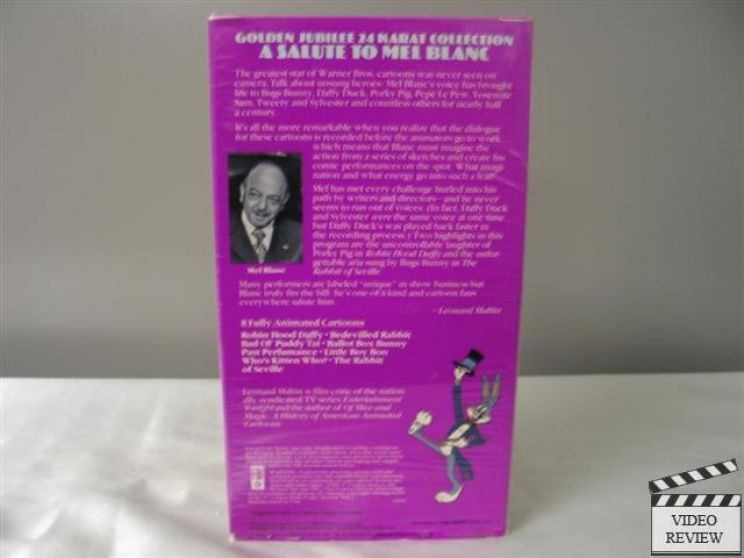 GOLDEN JUBILEE 24 KARAT COLLECTION
A SALUTE TO MEL BLANC
The greatest star of Warner Bros. cartoons was never seen on
camera. Talk about unsung heroes: Mel Blanc's voice has brought
life to Bugs Bunny, Daffy Duck, Porky Pig, Pepe Le Pew, Yosemite
Sam, Tweety and Sylvester and countless others for nearly half
a century.
It's all the more remarkable when you realize that the dialogue
for these cartoons is recorded before the animators go to work,
which means that Blanc must imagine the
action from a series of sketches and create his
comic performances on the spot. What imagi-
nation and what energy go into such a feat!
Mel has met every challenge hurled into his
path by writers and directors—and he never
seems to run out of voices. (In fact, Daffy Duck
and Sylvester were the same voice at one time
but Daffy Duck's was played back faster in
the recording process.) Two highlights in this
program are the uncontrollable laughter of
Porky Pig in Robin Hood Daffy and the unfor-
gettable aria sung by Bugs Bunny in The
Rabbit of Seville.
Mel Blanc
Many performers are labeled "unique" in show business but
Blanc truly fits the bill: he's one-of-a-kind and cartoon fans
everywhere salute him.
—Leonard Maltin
8 Fully Animated Cartoons
Robin Hood Daffy • Bedevilled Rabbit
Bad Ol' Puddy Tat • Ballot Box Bunny
Past Perfumance • Little Boy Boo
Who's Kitten Who? • The Rabbit
of Seville
Leonard Maltin is film critic of the nation-
ally syndicated TV series Entertainment
Tonight and the author of Of Mice and
Magic: A History of American Animated
Cartoons.
VIDEO
REVIEW